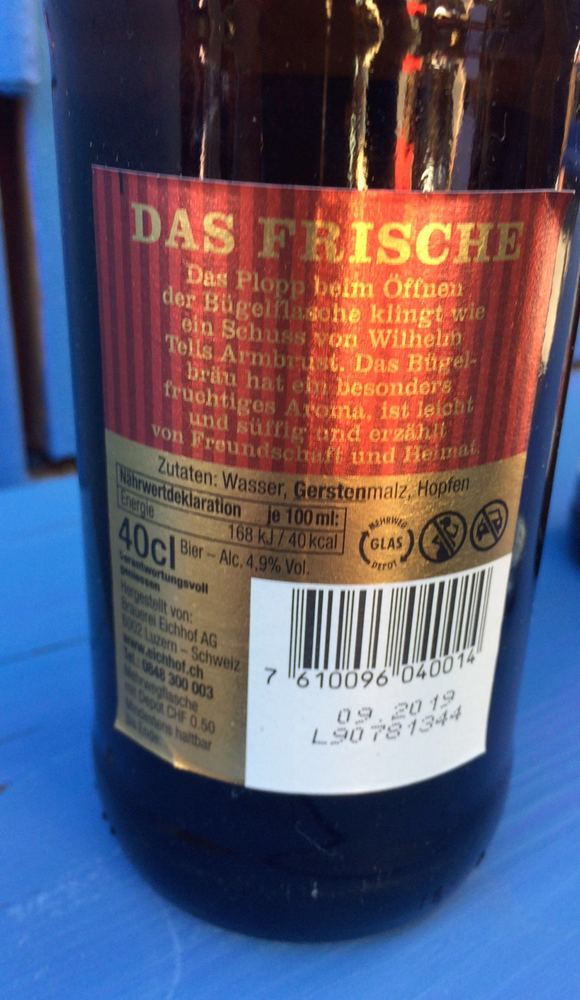 DAS FRISCHE
Das Plopp beim Öffnen
der Bügelflasche klingt wie
ein Schuss von Wilhelm
Tells Armbrust. Das Bügel-
bräu hat ein besonders
fruchtiges Aroma, ist leicht
und süffig und erzählt
von Freundschaft und Heimat.
Zutaten: Wasser, Gerstenmalz, Hopfen
Nährwertdeklaration je 100 ml:
Energie 168 kJ / 40 kcal
MEHRWEG
GLAS
DEPOT
40cl Bier – Alc. 4,9% Vol.
Verantwortungsvoll
geniessen
Hergestellt von:
Brauerei Eichhof AG
6002 Luzern – Schweiz
www.eichhof.ch
Tel.: 0848 300 003
Mehrwegflasche
mit Depot CHF 0.50
Mindestens haltbar
bis Ende:
7 610096 040014
09.2019
L90781344